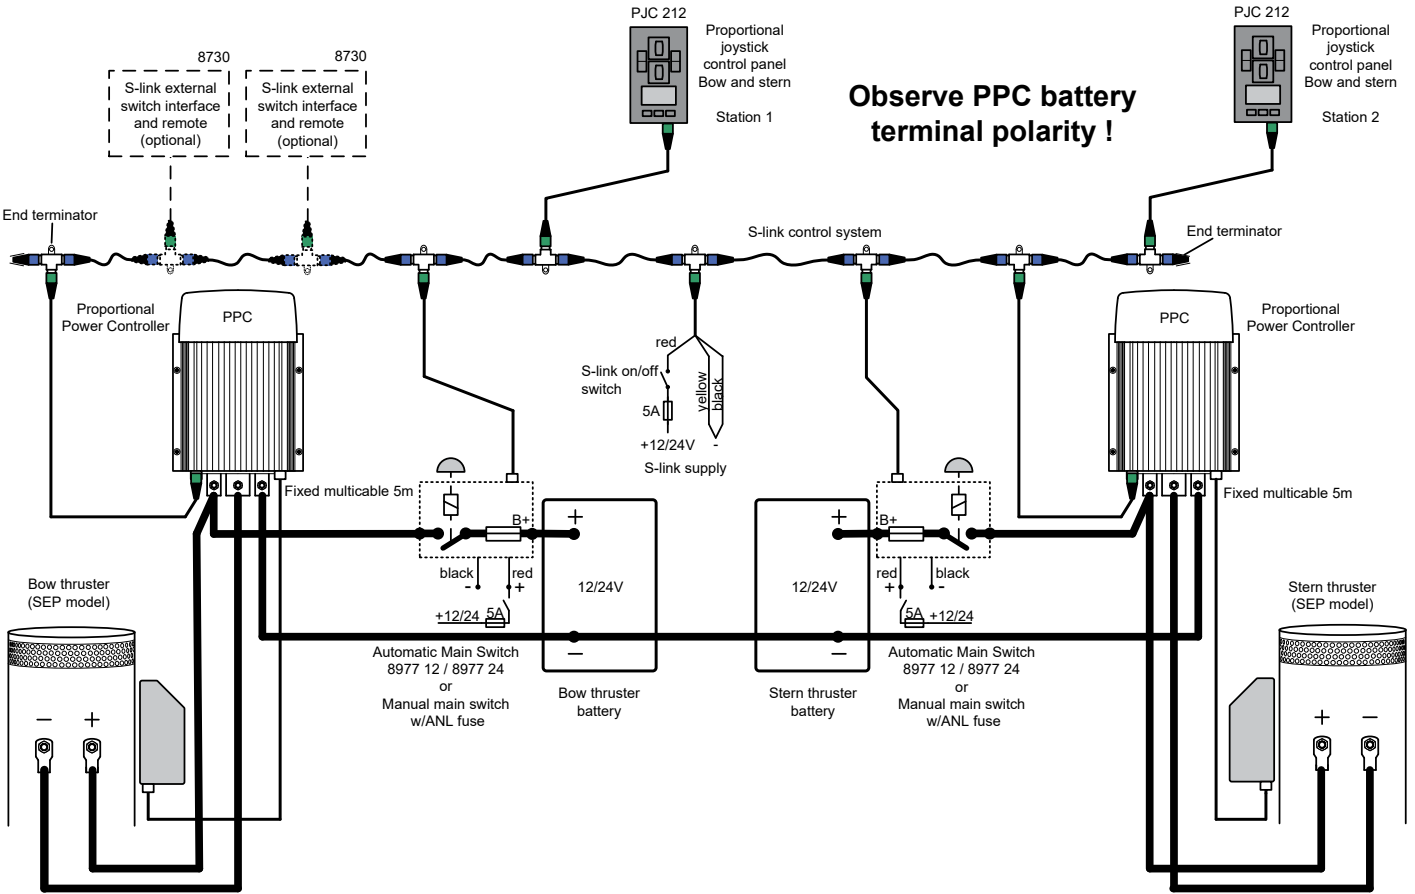 PJC 212
Proportional
joystick
control panel
Bow and stern
Station 1
PJC 212
Proportional
joystick
control panel
Bow and stern
Station 2
8730
S-link external
switch interface
and remote
(optional)
8730
S-link external
switch interface
and remote
(optional)
Observe PPC battery
terminal polarity !
End terminator
S-link control system
End terminator
Proportional
Power Controller
PPC
PPC
Proportional
Power Controller
red
S-link on/off
switch
yellow
black
5A
+12/24V
-
S-link supply
Fixed multicable 5m
Fixed multicable 5m
B+
+
+
B+
black
red
-
+
+12/24
5A
12/24V
12/24V
red
black
+
-
5A
+12/24
Bow thruster
(SEP model)
Stern thruster
(SEP model)
Automatic Main Switch
8977 12 / 8977 24
or
Manual main switch
w/ANL fuse
−
Bow thruster
battery
−
Stern thruster
battery
Automatic Main Switch
8977 12 / 8977 24
or
Manual main switch
w/ANL fuse
− +
+ −